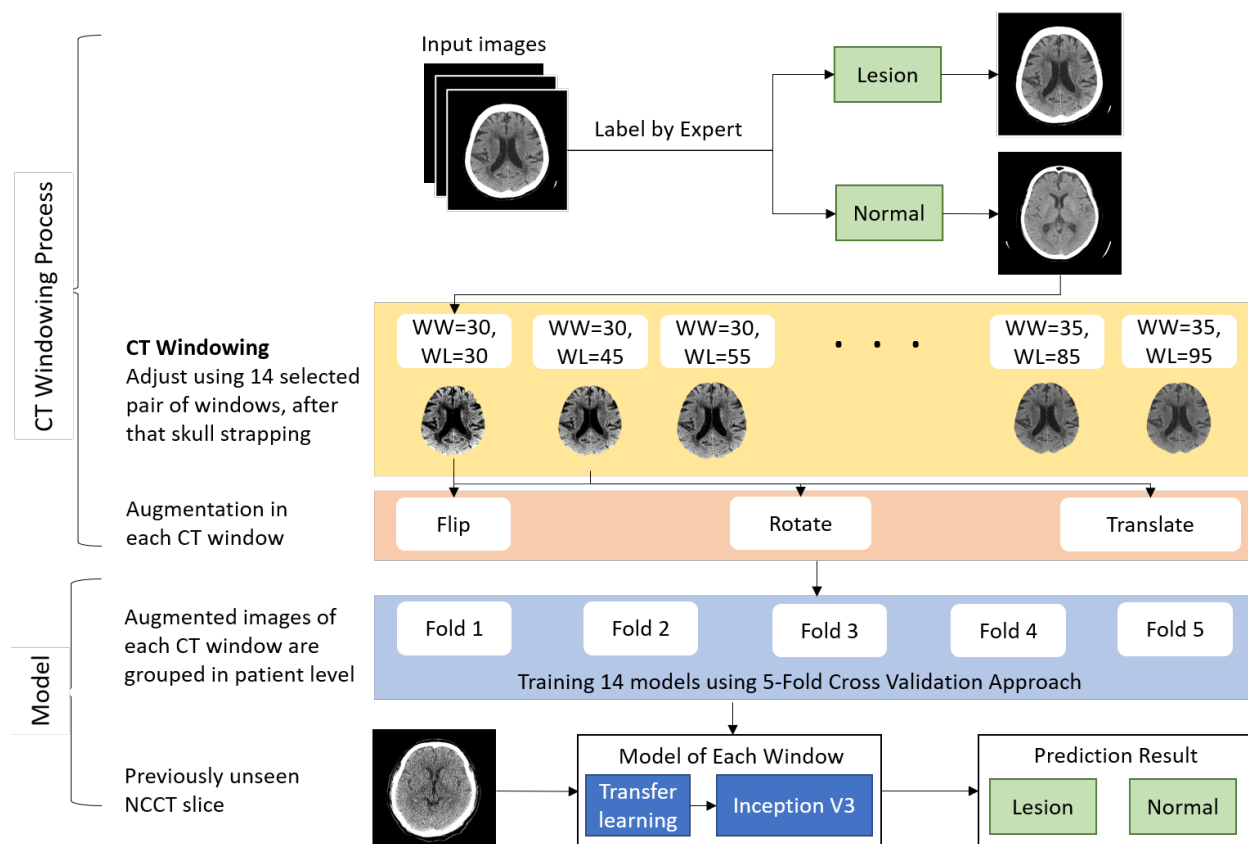 Input images
Lesion
Label by Expert
Normal
CT Windowing Process
WW=30,
WL=30
WW=30,
WL=45
WW=30,
WL=55
. . .
WW=35,
WL=85
WW=35,
WL=95
CT Windowing
Adjust using 14 selected
pair of windows, after
that skull strapping
Augmentation in
each CT window
Flip
Rotate
Translate
Model
Augmented images of
each CT window are
grouped in patient level
Fold 1
Fold 2
Fold 3
Fold 4
Fold 5
Training 14 models using 5-Fold Cross Validation Approach
Previously unseen
NCCT slice
Model of Each Window
Transfer
learning
Inception V3
Prediction Result
Lesion
Normal